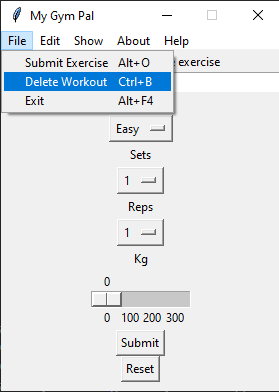 My Gym Pal
File Edit Show About Help
Submit Exercise Alt+O
exercise
Delete Workout Ctrl+B
Exit Alt+F4
Easy
Sets
1
Reps
1
Kg
0
0 100 200 300
Submit
Reset